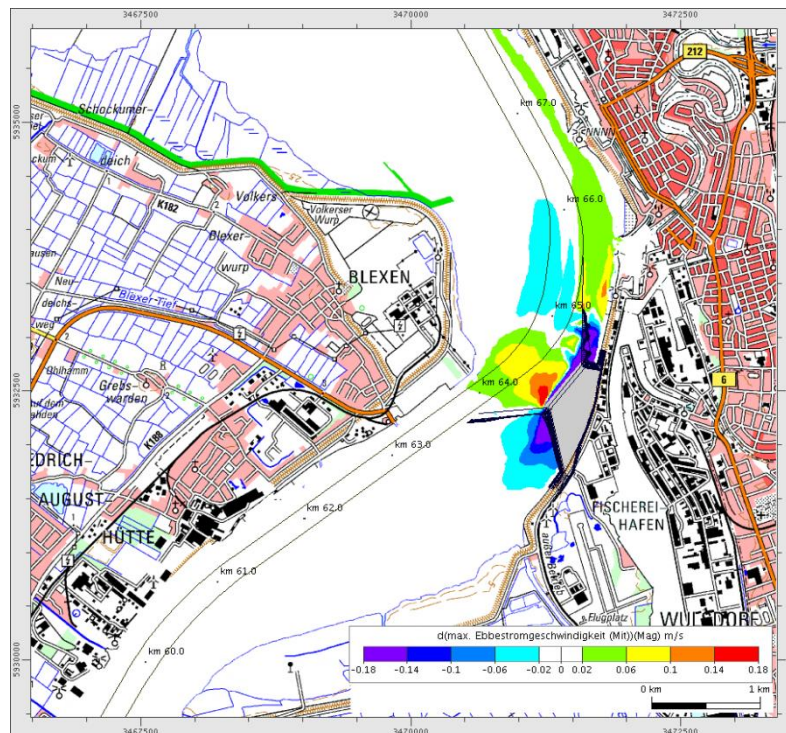 3467500
3470000
3472500
5935000
5932500
5930000
Schockumer-
deich
K182
Volkers
Volkerser
Wurp
Blexer-
wurp
BLEXEN
Blexer-Tief
Neu-
deichs-
Grebs-
warden
K188
AUGUST-
HÜTTE
km 67.0
km 66.0
km 65.0
km 64.0
km 63.0
km 62.0
km 61.0
km 60.0
212
6
FISCHEREI-
HAFEN
Flugplatz
d(max. Ebbestromgeschwindigkeit (Mit))(Mag) m/s
-0.18 -0.14 -0.1 -0.06 -0.02 0 0.02 0.06 0.1 0.14 0.18
0 km 1 km